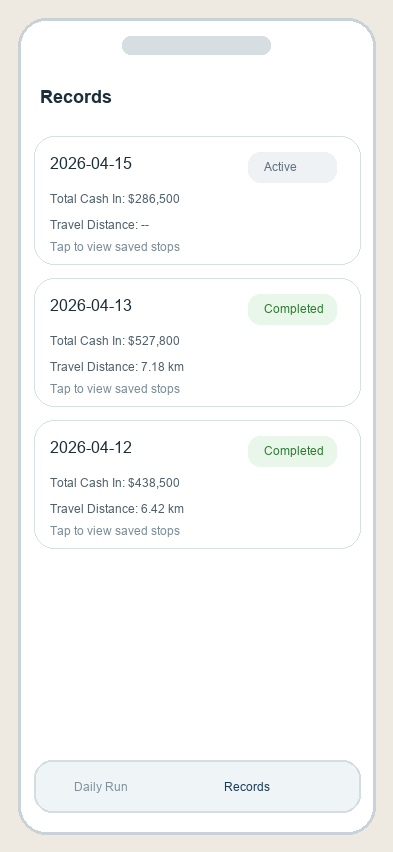 Records
2026-04-15
Active
Total Cash In: $286,500
Travel Distance: --
Tap to view saved stops
2026-04-13
Completed
Total Cash In: $527,800
Travel Distance: 7.18 km
Tap to view saved stops
2026-04-12
Completed
Total Cash In: $438,500
Travel Distance: 6.42 km
Tap to view saved stops
Daily Run
Records